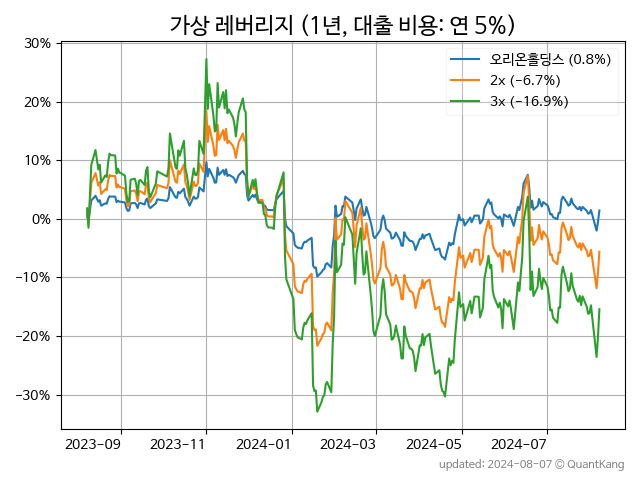 가상 레버리지 (1년, 대출 비용: 연 5%)
오리온홀딩스 (0.8%)
2x (−6.7%)
3x (−16.9%)
30%
20%
10%
0%
−10%
−20%
−30%
2023-09 2023-11 2024-01 2024-03 2024-05 2024-07
updated: 2024-08-07 © QuantKang